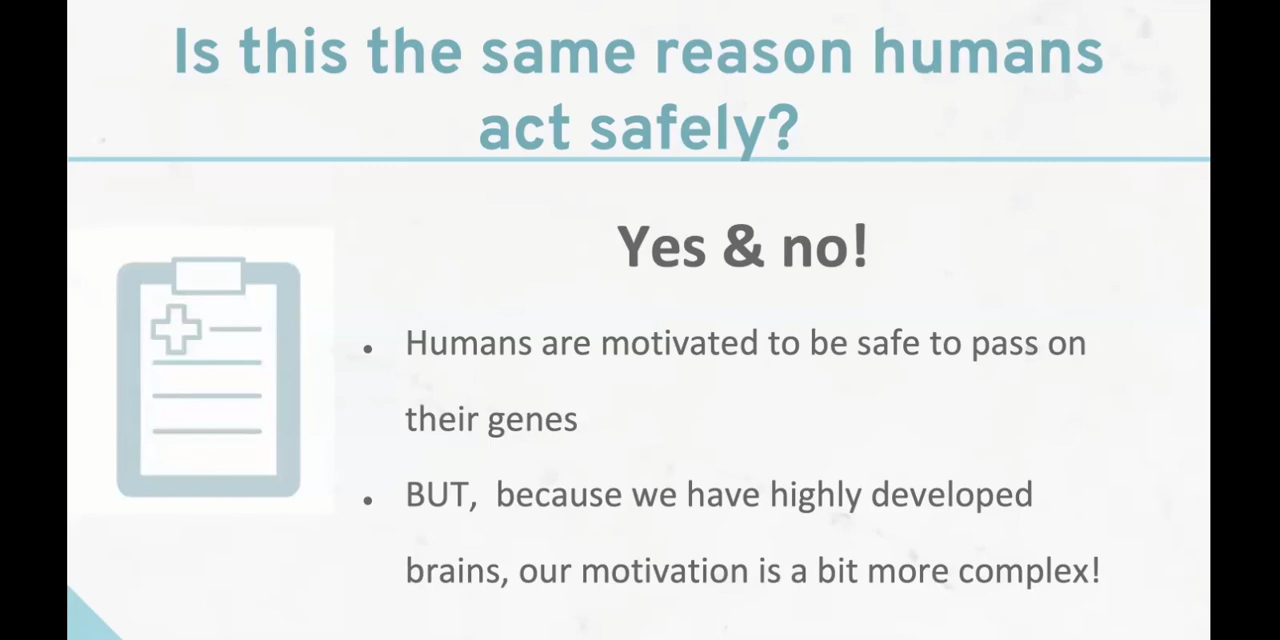 Is this the same reason humans
act safely?
Yes & no!
• Humans are motivated to be safe to pass on
their genes
• BUT, because we have highly developed
brains, our motivation is a bit more complex!